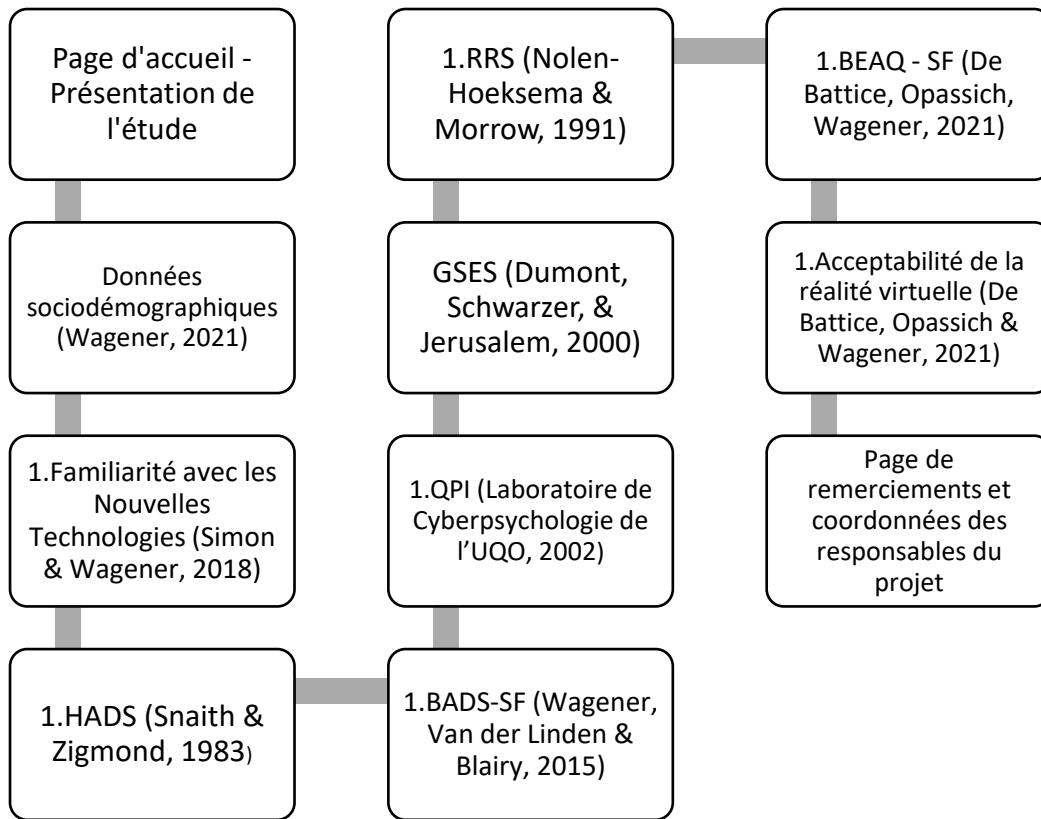 Page d'accueil -
Présentation de
l'étude
Données
sociodémographiques
(Wagener, 2021)
1.Familiarité avec les
Nouvelles
Technologies (Simon
& Wagener, 2018)
1.HADS (Snaith &
Zigmond, 1983)
1.BADS-SF (Wagener,
Van der Linden &
Blairy, 2015)
1.QPI (Laboratoire de
Cyberpsychologie de
l’UQO, 2002)
GSES (Dumont,
Schwarzer, &
Jerusalem, 2000)
1.RRS (Nolen-
Hoeksema &
Morrow, 1991)
1.BEAQ - SF (De
Battice, Opassich,
Wagener, 2021)
1.Acceptabilité de la
réalité virtuelle (De
Battice, Opassich &
Wagener, 2021)
Page de
remerciements et
coordonnées des
responsables du
projet